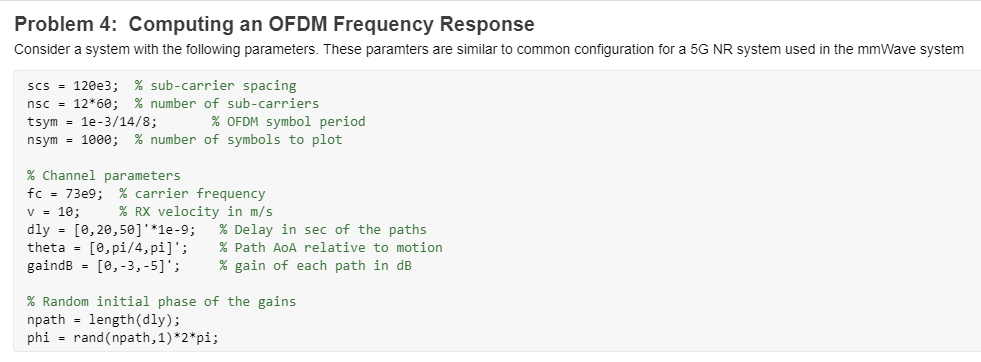 Problem 4: Computing an OFDM Frequency Response
Consider a system with the following parameters. These paramters are similar to common configuration for a 5G NR system used in the mmWave system
scs = 120e3; % sub-carrier spacing
nsc = 12*60; % number of sub-carriers
tsym = 1e-3/14/8; % OFDM symbol period
nsym = 1000; % number of symbols to plot
% Channel parameters
fc = 73e9; % carrier frequency
v = 10; % RX velocity in m/s
dly = [0,20,50]'*1e-9; % Delay in sec of the paths
theta = [0,pi/4,pi]'; % Path AoA relative to motion
gaindB = [0,-3,-5]'; % gain of each path in dB
% Random initial phase of the gains
npath = length(dly);
phi = rand(npath,1)*2*pi;